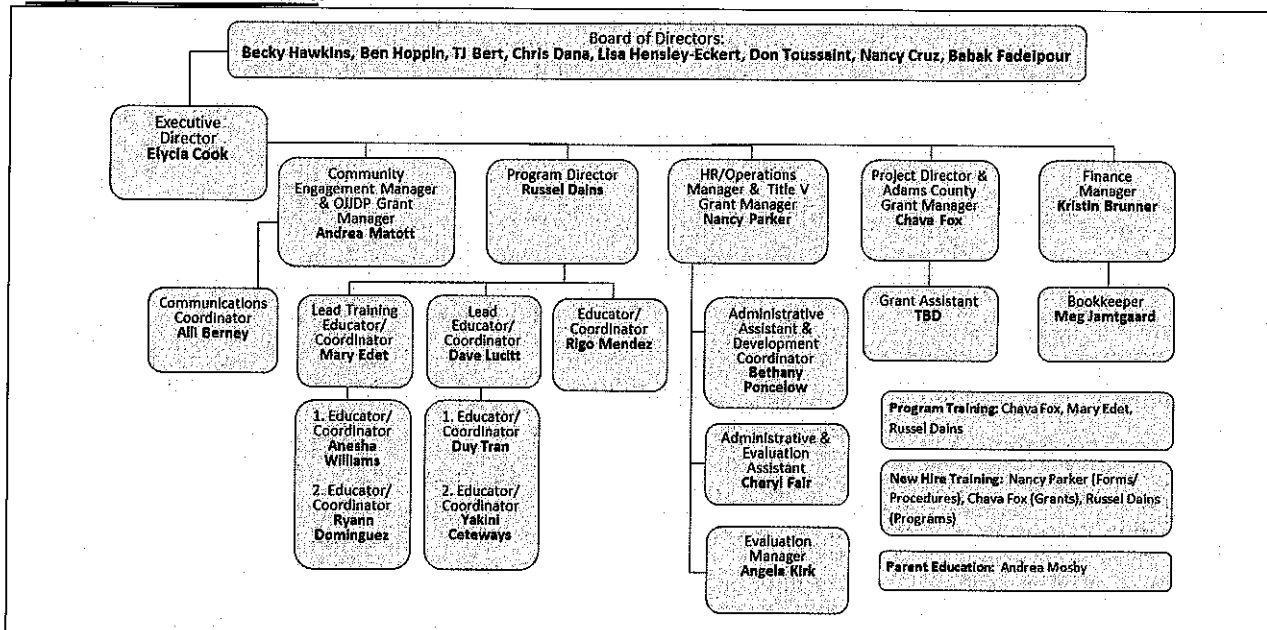 Board of Directors:
Becky Hawkins, Ben Hoppin, TJ Bert, Chris Dana, Lisa Hensley-Eckert, Don Toussaint, Nancy Cruz, Babak Fadeipour
Executive
Director
Elycia Cook
Community
Engagement Manager
& OJJDP Grant
Manager
Andrea Matott
Program Director
Russel Dains
HR/Operations
Manager & Title V
Grant Manager
Nancy Parker
Project Director &
Adams County
Grant Manager
Chava Fox
Finance
Manager
Kristin Brunner
Communications
Coordinator
Alli Berney
Lead Training
Educator/
Coordinator
Mary Edet
Lead
Educator/
Coordinator
Dave Lucitt
Educator/
Coordinator
Rigo Mendez
Administrative
Assistant &
Development
Coordinator
Bethany
Poncelow
Grant Assistant
TBD
Bookkeeper
Meg Jamtgaard
1. Educator/
Coordinator
Anesha
Williams
2. Educator/
Coordinator
Ryann
Dominguez
1. Educator/
Coordinator
Duy Tran
2. Educator/
Coordinator
Yakini
Ceteways
Administrative &
Evaluation
Assistant
Cheryl Fair
Evaluation
Manager
Angela Kirk
Program Training: Chava Fox, Mary Edet,
Russel Dains
New Hire Training: Nancy Parker (Forms/
Procedures), Chava Fox (Grants), Russel Dains
(Programs)
Parent Education: Andrea Mosby